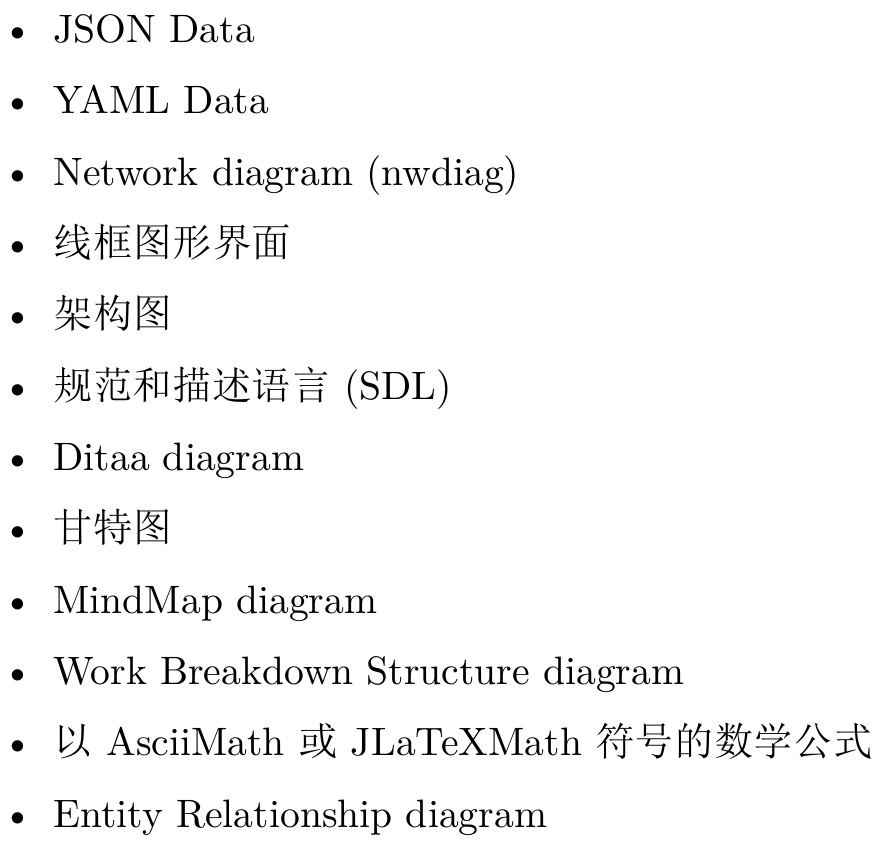 • JSON Data
• YAML Data
• Network diagram (nwdiag)
• 线框图形界面
• 架构图
• 规范和描述语言 (SDL)
• Ditaa diagram
• 甘特图
• MindMap diagram
• Work Breakdown Structure diagram
• 以 AsciiMath 或 JLaTeXMath 符号的数学公式
• Entity Relationship diagram